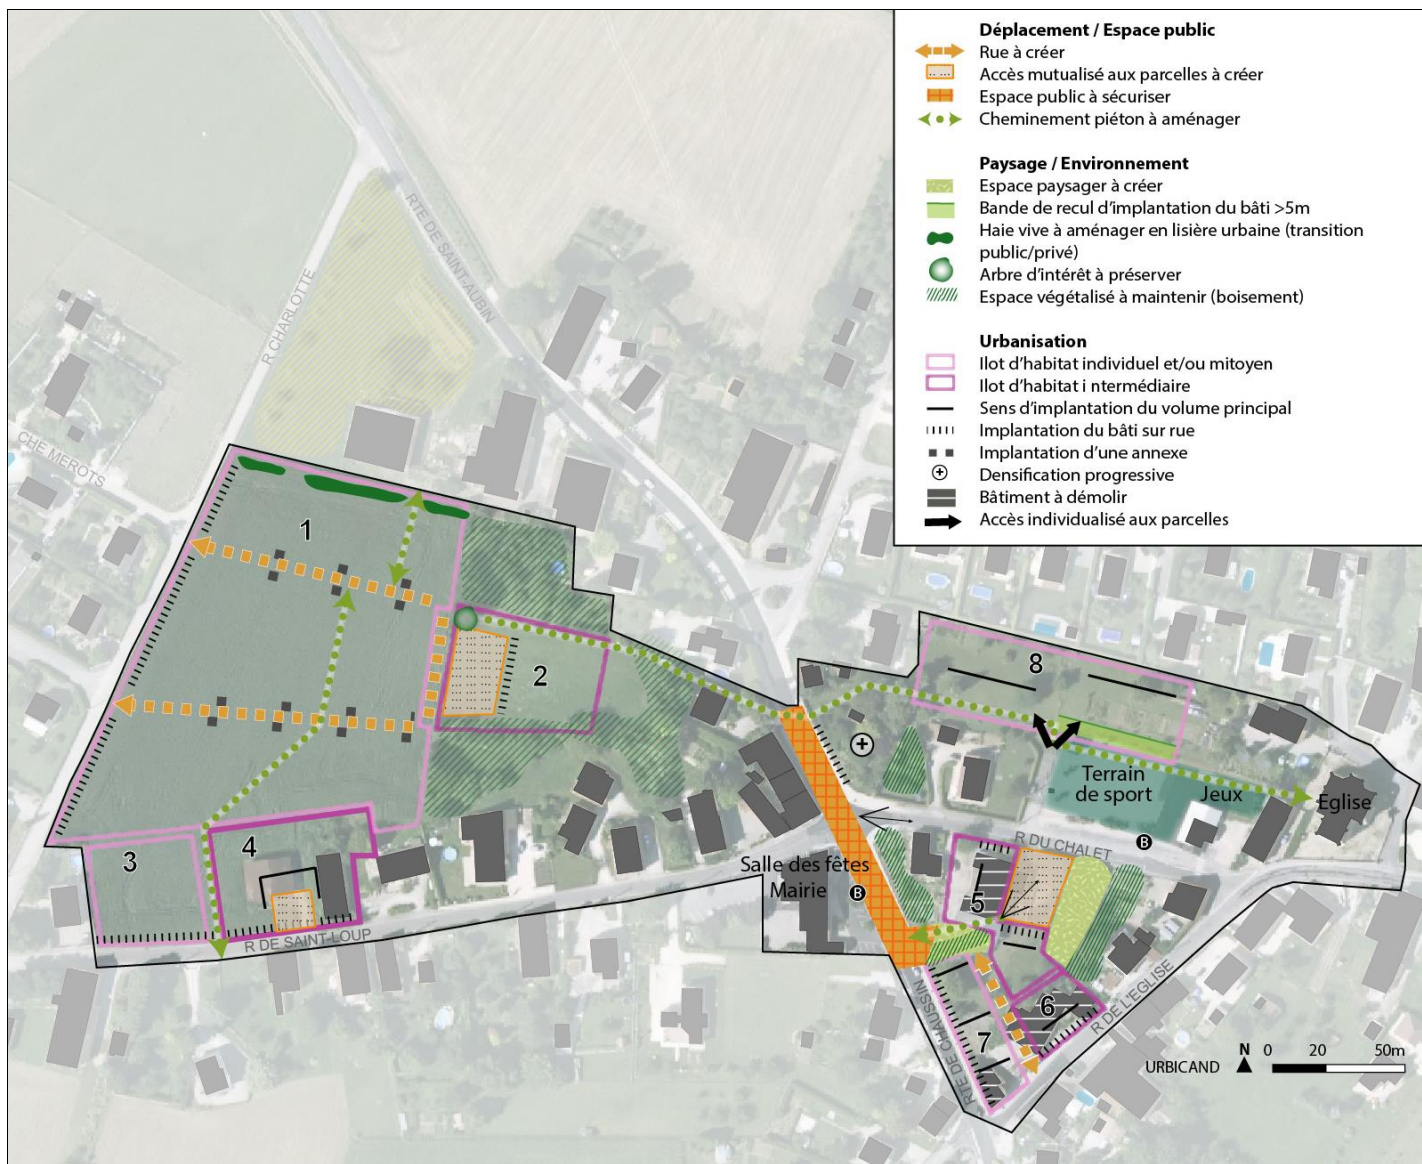 Déplacement / Espace public
Rue à créer
Accès mutualisé aux parcelles à créer
Espace public à sécuriser
Cheminement piéton à aménager
Paysage / Environnement
Espace paysager à créer
Bande de recul d'implantation du bâti >5m
Haie vive à aménager en lisière urbaine (transition
public/privé)
Arbre d'intérêt à préserver
Espace végétalisé à maintenir (boisement)
Urbanisation
Ilot d'habitat individuel et/ou mitoyen
Ilot d'habitat i ntermédiaire
Sens d'implantation du volume principal
Implantation du bâti sur rue
Implantation d'une annexe
Densification progressive
Bâtiment à démolir
Accès individualisé aux parcelles
RTE DE SAINT-AUBIN
R CHARLOTTE
CHE MEROTS
1
2
3
4
R DE SAINT-LOUP
8
Terrain
de sport
Jeux
Eglise
B
R DU CHALET
Salle des fêtes
Mairie
B
5
6
7
R DE L'EGLISE
RTE DE CHAUSSIN
URBICAND
N
0 20 50m